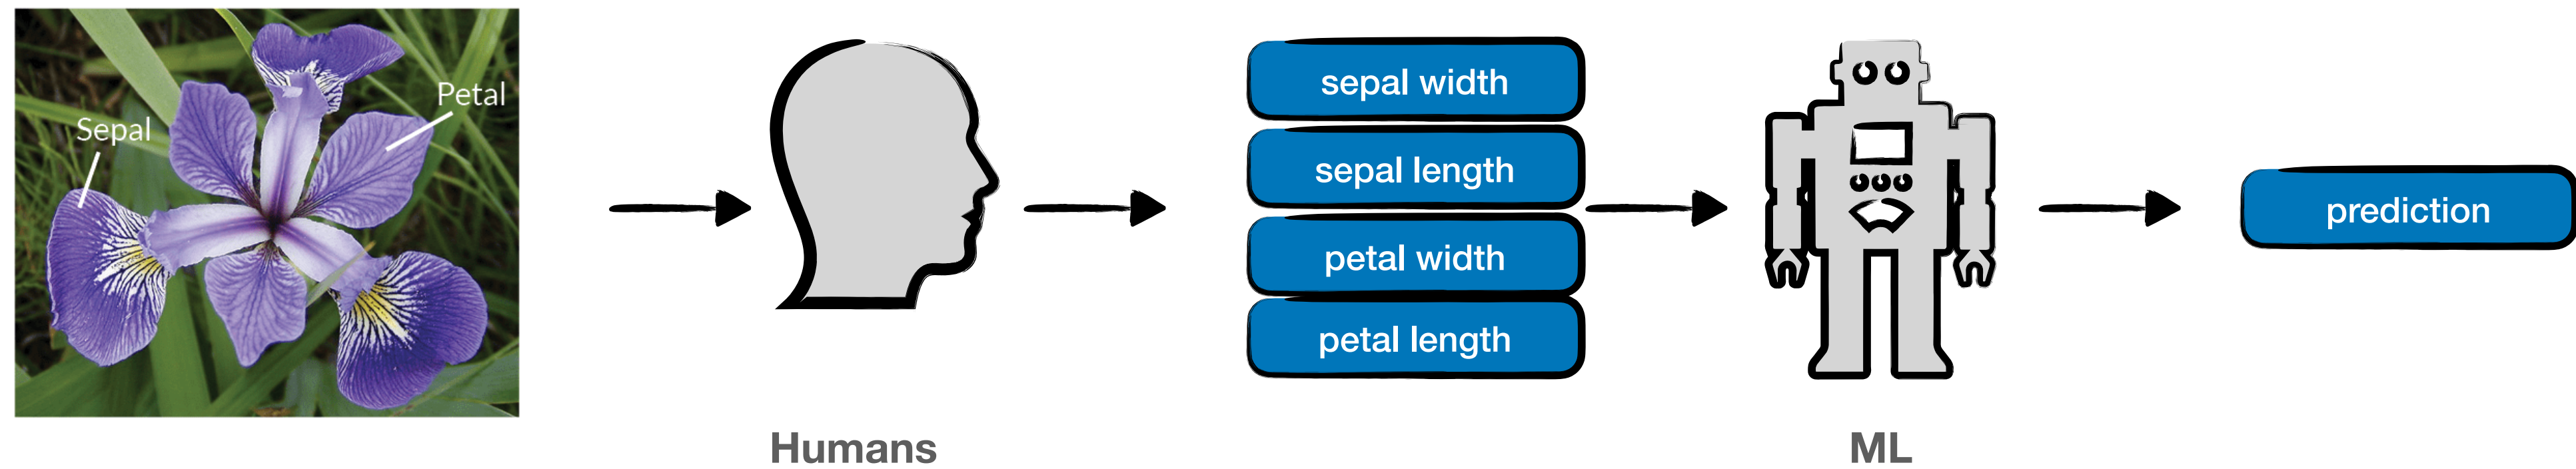 Sepal
Petal
Humans
sepal width
sepal length
petal width
petal length
ML
prediction